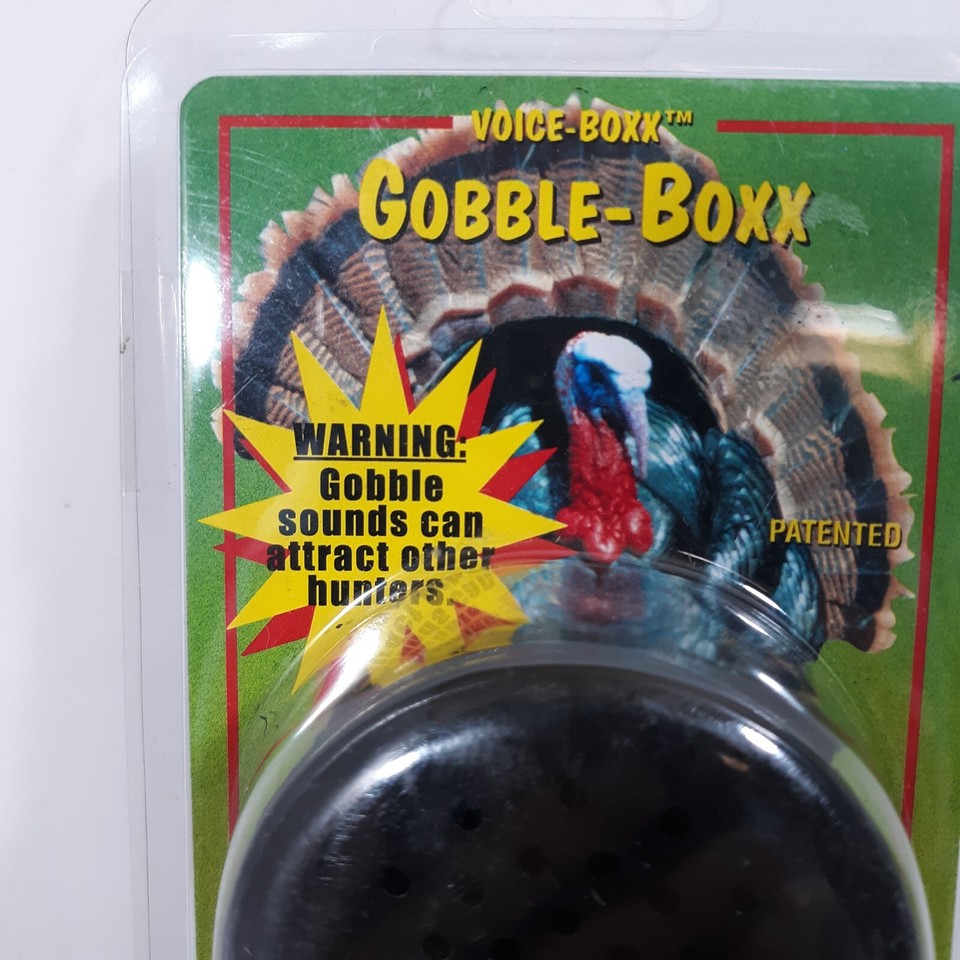 VOICE-BOXX™
GOBBLE-BOXX
WARNING:
Gobble
sounds can
attract other
hunters.
PATENTED